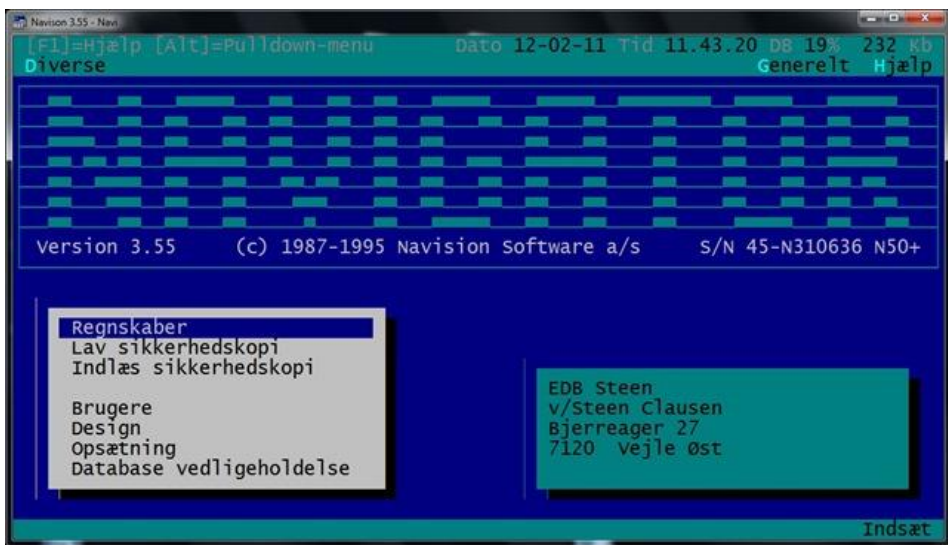 Navison 3.55 - Navi
[F1]=Hjælp [Alt]=Pulldown-menu Dato 12-02-11 Tid 11.43.20 DB 19% 232 Kb
Diverse Generelt Hjælp
NAVIGATOR
Version 3.55 (c) 1987-1995 Navision Software a/s S/N 45-N310636 N50+
Regnskaber
Lav sikkerhedskopi
Indlæs sikkerhedskopi
Brugere
Design
Opsætning
Database vedligeholdelse
EDB Steen
v/Steen Clausen
Bjerreager 27
7120 Vejle Øst
Indsæt